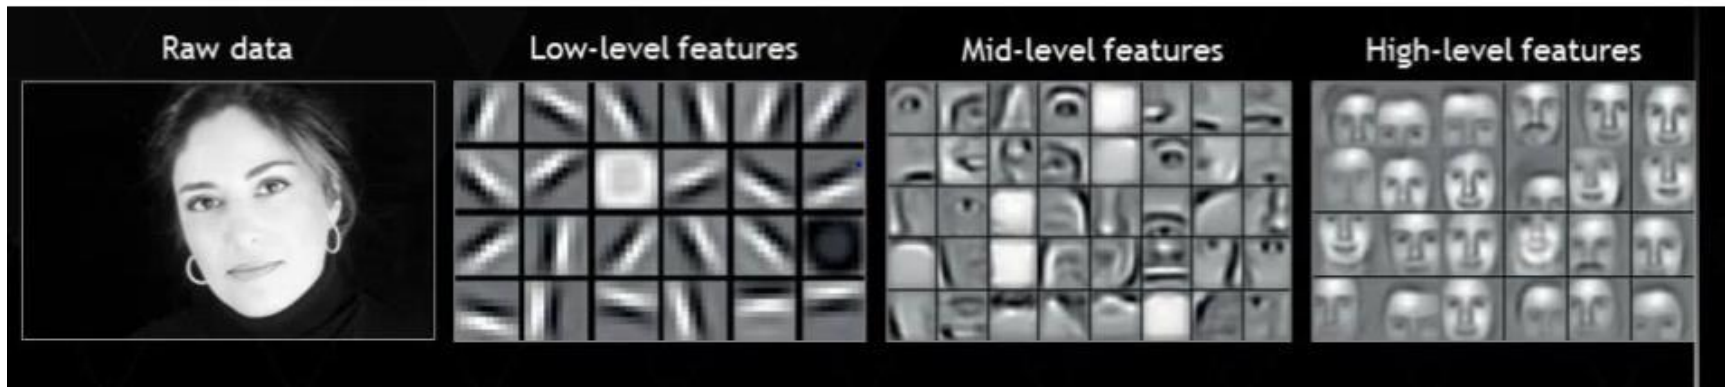 Raw data
Low-level features
Mid-level features
High-level features